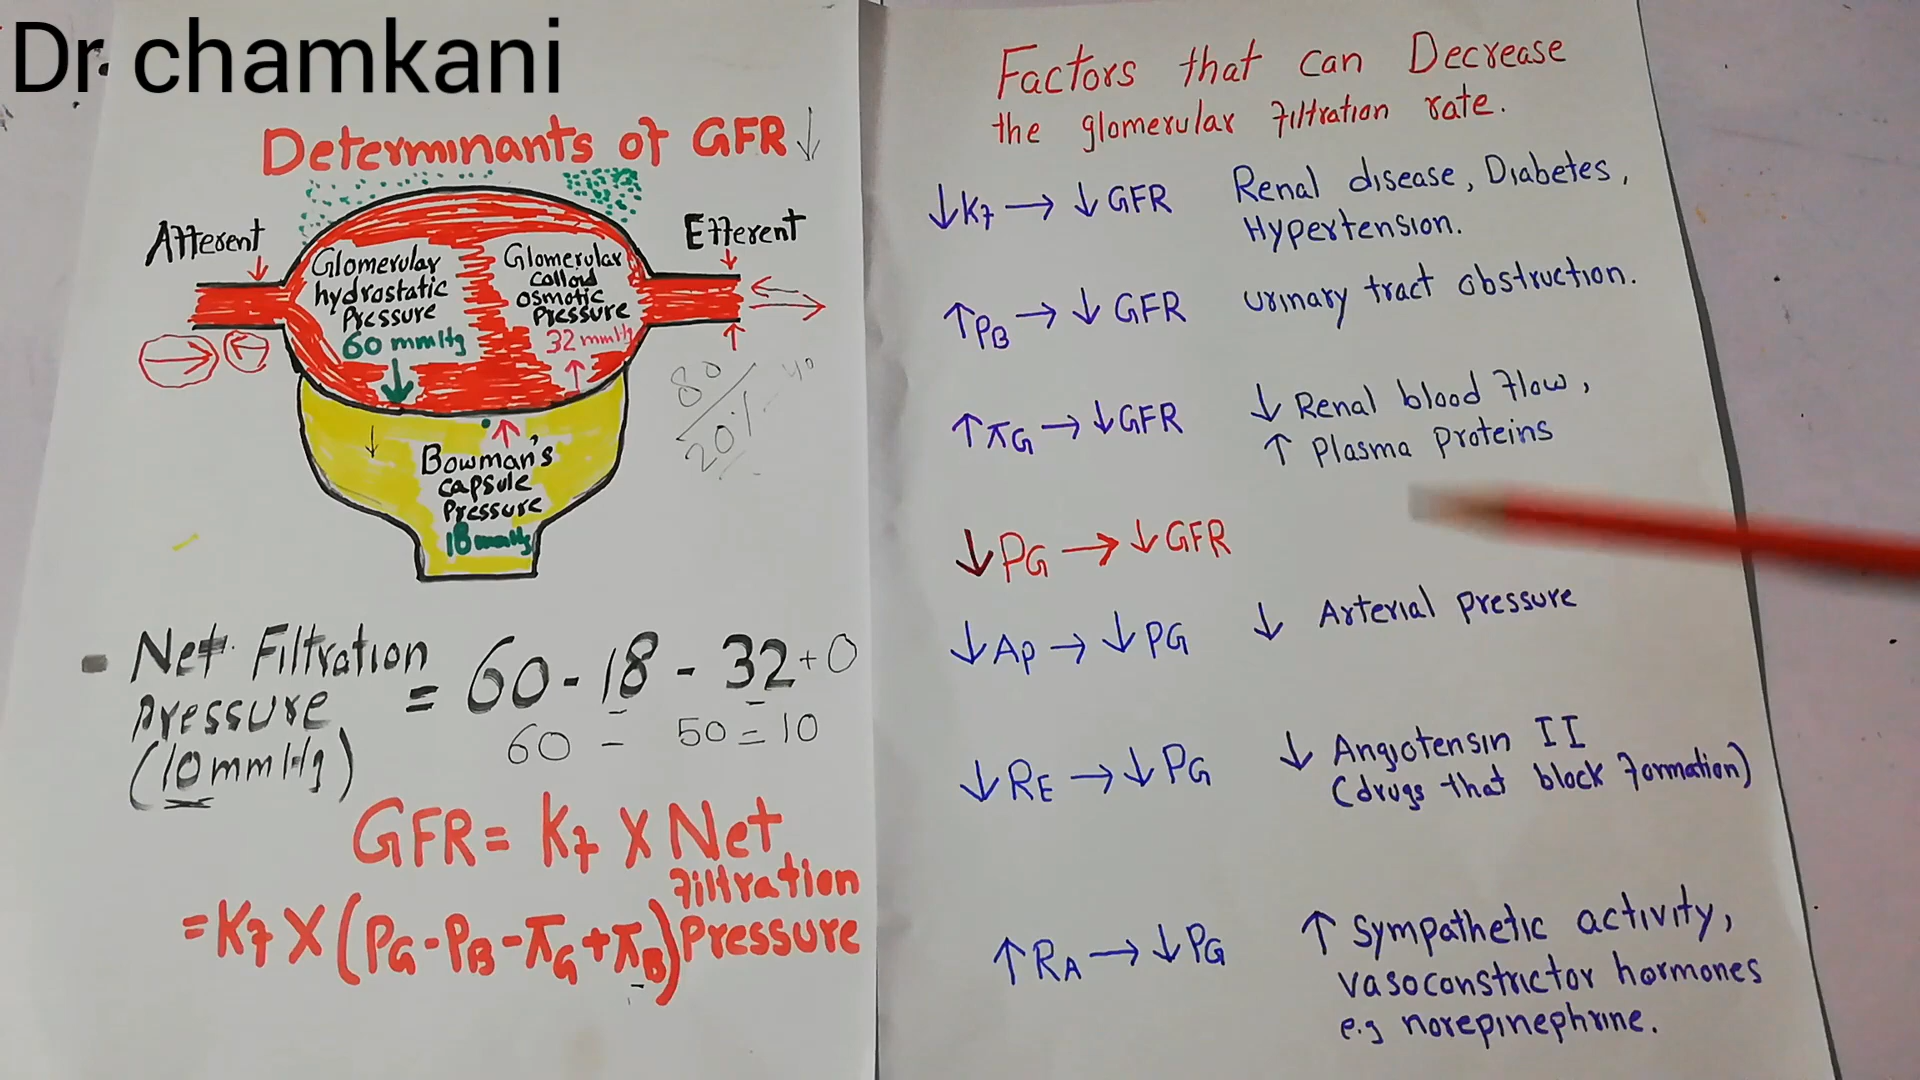 Dr chamkani
Determinants of GFR↓
Afferent
Efferent
Glomerular
hydrostatic
Pressure
60 mmHg
Glomerular
Colloid
osmotic
Pressure
32 mmHg
80
20%
40
Bowman's
capsule
Pressure
18 mmHg
Net Filtration
Pressure
(10mmHg)
= 60 - 18 - 32 + 0
60 - 50 = 10
GFR = Kf X Net
filtration
Pressure
= Kf X (PG - PB - πG + πB)
Factors that can Decrease
the glomerular filtration rate.
↓Kf → ↓ GFR Renal disease, Diabetes,
Hypertension.
↑PB → ↓ GFR urinary tract obstruction.
↑πG → ↓GFR ↓ Renal blood flow,
↑ Plasma proteins
↓PG → ↓GFR
↓Ap → ↓PG ↓ Arterial pressure
↓RE → ↓PG ↓ Angiotensin II
(drugs that block formation)
↑RA → ↓PG ↑ Sympathetic activity,
vasoconstrictor hormones
e.g norepinephrine.